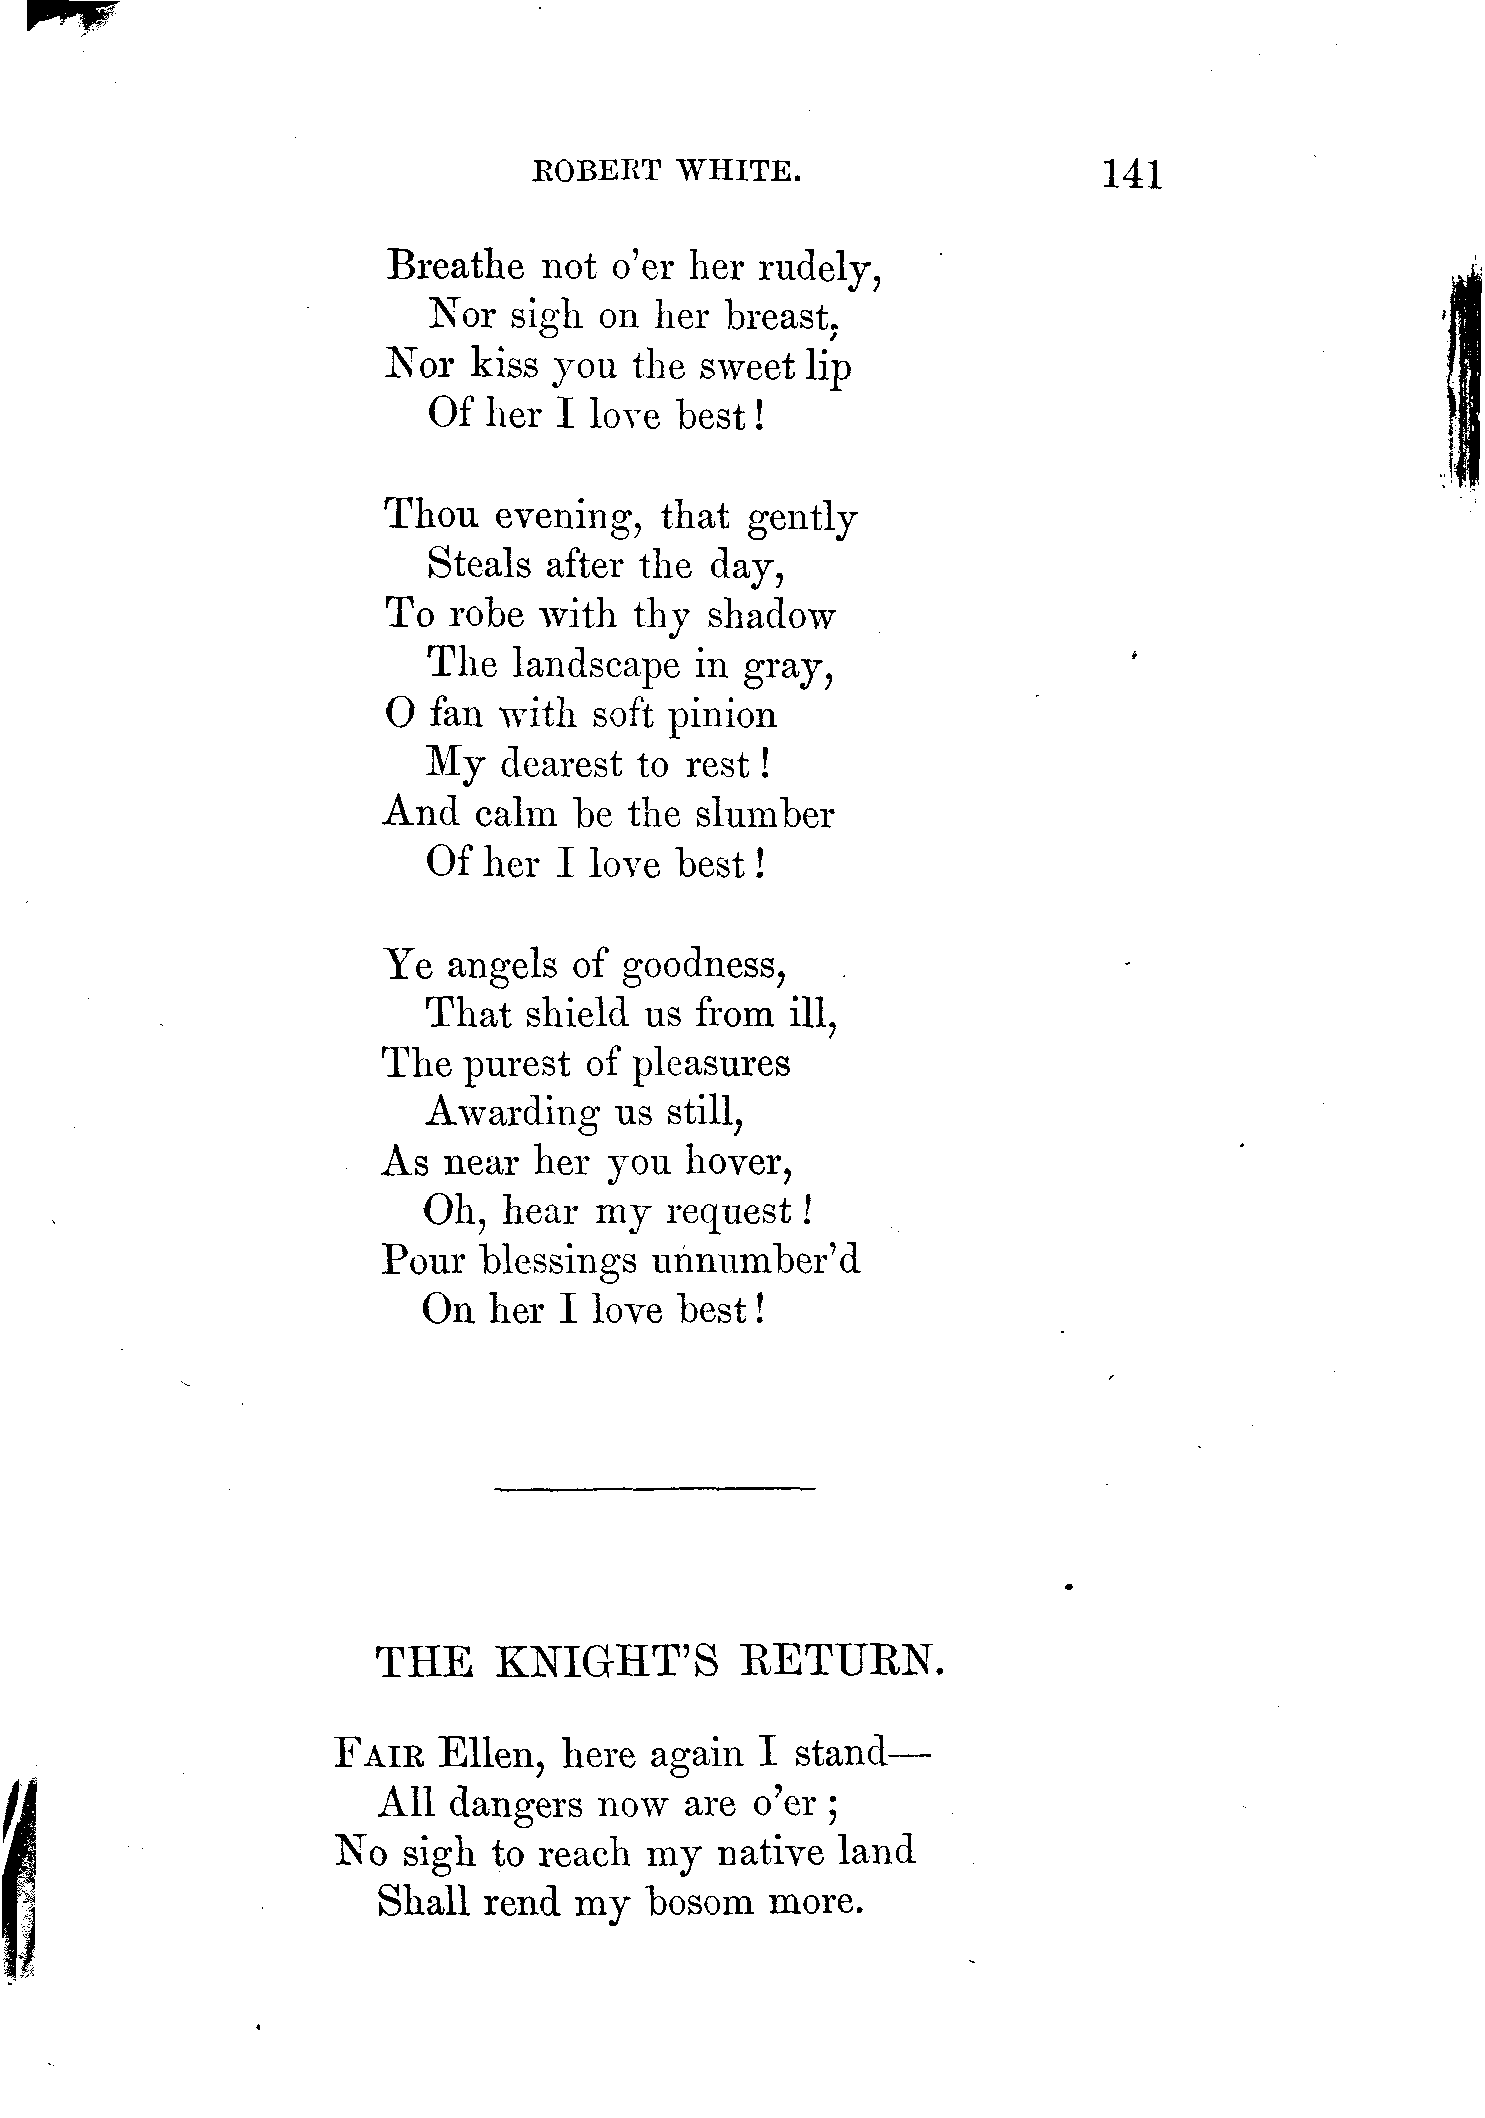 ROBERT WHITE. 141
Breathe not o'er her rudely,
Nor sigh on her breast,
Nor kiss you the sweet lip
Of her I love best!
Thou evening, that gently
Steals after the day,
To robe with thy shadow
The landscape in gray,
O fan with soft pinion
My dearest to rest!
And calm be the slumber
Of her I love best!
Ye angels of goodness,
That shield us from ill,
The purest of pleasures
Awarding us still,
As near her you hover,
Oh, hear my request!
Pour blessings unnumber'd
On her I love best!
THE KNIGHT'S RETURN.
FAIR Ellen, here again I stand—
All dangers now are o'er;
No sigh to reach my native land
Shall rend my bosom more.